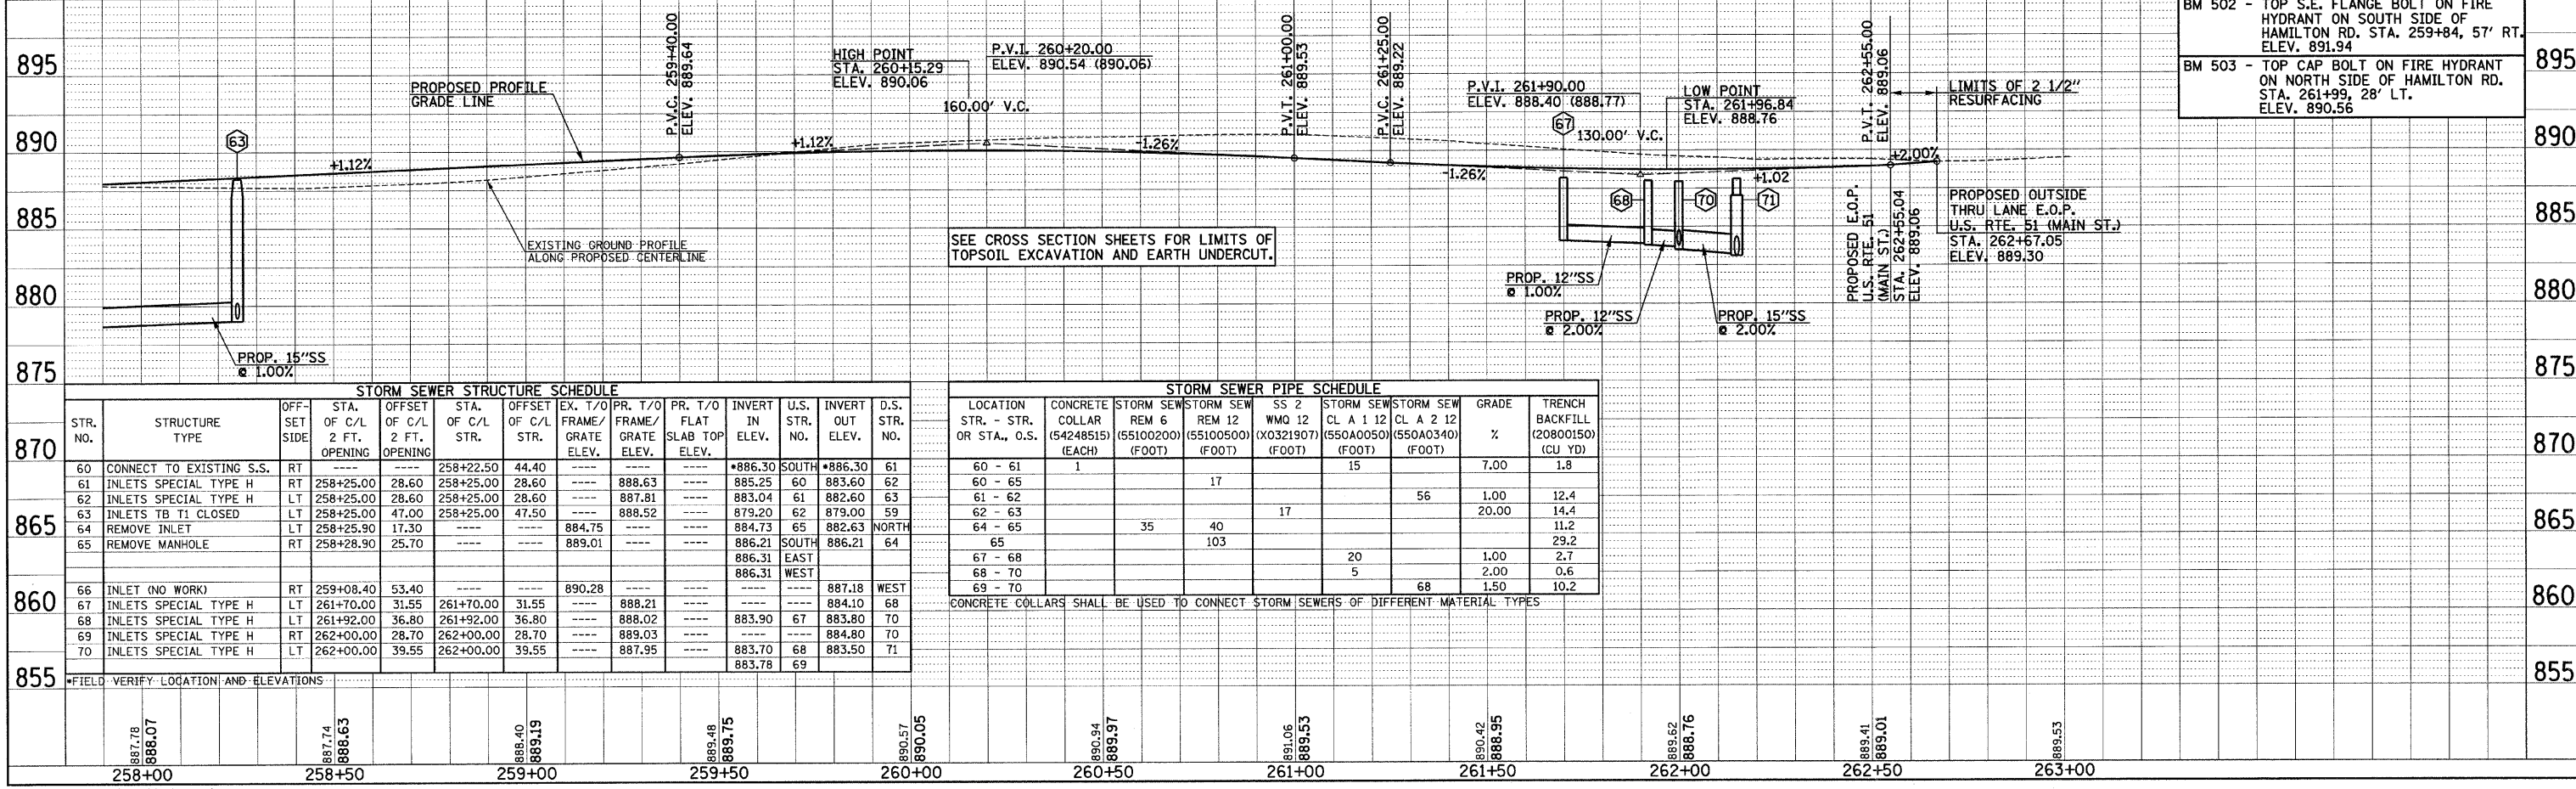 BM 502 - TOP S.E. FLANGE BOLT ON FIRE
HYDRANT ON SOUTH SIDE OF
HAMILTON RD. STA. 259+84, 57' RT.
ELEV. 891.94
BM 503 - TOP CAP BOLT ON FIRE HYDRANT
ON NORTH SIDE OF HAMILTON RD.
STA. 261+99, 28' LT.
ELEV. 890.56
895
890
885
880
875
870
865
860
855
PROPOSED PROFILE
GRADE LINE
63
+1.12%
P.V.C. 259+40.00
ELEV. 889.64
HIGH POINT
STA. 260+15.29
ELEV. 890.06
P.V.I. 260+20.00
ELEV. 890.54 (890.06)
160.00' V.C.
+1.12%
-1.26%
P.V.T. 261+00.00
ELEV. 889.53
P.V.C. 261+25.00
ELEV. 889.22
P.V.I. 261+90.00
ELEV. 888.40 (888.77)
LOW POINT
STA. 261+96.84
ELEV. 888.76
67
130.00' V.C.
-1.26%
+1.02
P.V.T. 262+55.00
ELEV. 889.06
LIMITS OF 2 1/2"
RESURFACING
+2.00%
68
70
71
EXISTING GROUND PROFILE
ALONG PROPOSED CENTERLINE
SEE CROSS SECTION SHEETS FOR LIMITS OF
TOPSOIL EXCAVATION AND EARTH UNDERCUT.
PROP. 12"SS
@ 1.00%
PROP. 12"SS
@ 2.00%
PROP. 15"SS
@ 2.00%
PROPOSED E.O.P.
U.S. RTE. 51
(MAIN ST.)
STA. 262+55.04
ELEV. 889.06
PROPOSED OUTSIDE
THRU LANE E.O.P.
U.S. RTE. 51 (MAIN ST.)
STA. 262+67.05
ELEV. 889.30
PROP. 15"SS
@ 1.00%
895
890
885
880
875
870
865
860
855
STORM SEWER STRUCTURE SCHEDULE
STR. NO. STRUCTURE TYPE OFF-SET SIDE STA. OF C/L 2 FT. OPENING OFFSET OF C/L 2 FT. OPENING STA. OF C/L STR. OFFSET OF C/L STR. EX. T/O FRAME/ GRATE ELEV. PR. T/O FRAME/ GRATE ELEV. PR. T/O FLAT SLAB TOP ELEV. INVERT IN ELEV. U.S. STR. NO. INVERT OUT ELEV. D.S. STR. NO.
60 CONNECT TO EXISTING S.S. RT ---- ---- 258+22.50 44.40 ---- ---- ---- *886.30 SOUTH *886.30 61
61 INLETS SPECIAL TYPE H RT 258+25.00 28.60 258+25.00 28.60 ---- 888.63 ---- 885.25 60 883.60 62
62 INLETS SPECIAL TYPE H LT 258+25.00 28.60 258+25.00 28.60 ---- 887.81 ---- 883.04 61 882.60 63
63 INLETS TB T1 CLOSED LT 258+25.00 47.00 258+25.00 47.50 ---- 888.52 ---- 879.20 62 879.00 59
64 REMOVE INLET LT 258+25.90 17.30 ---- ---- 884.75 ---- ---- 884.73 65 882.63 NORTH
65 REMOVE MANHOLE RT 258+28.90 25.70 ---- ---- 889.01 ---- ---- 886.21 SOUTH 886.21 64
886.31 EAST
886.31 WEST
66 INLET (NO WORK) RT 259+08.40 53.40 ---- ---- 890.28 ---- ---- ---- ---- 887.18 WEST
67 INLETS SPECIAL TYPE H LT 261+70.00 31.55 261+70.00 31.55 ---- 888.21 ---- ---- ---- 884.10 68
68 INLETS SPECIAL TYPE H LT 261+92.00 36.80 261+92.00 36.80 ---- 888.02 ---- 883.90 67 883.80 70
69 INLETS SPECIAL TYPE H RT 262+00.00 28.70 262+00.00 28.70 ---- 889.03 ---- ---- ---- 884.80 70
70 INLETS SPECIAL TYPE H LT 262+00.00 39.55 262+00.00 39.55 ---- 887.95 ---- 883.70 68 883.50 71
883.78 69
*FIELD VERIFY LOCATION AND ELEVATIONS
STORM SEWER PIPE SCHEDULE
LOCATION STR. - STR. OR STA., O.S. CONCRETE COLLAR (54248515) (EACH) STORM SEW REM 6 (55100200) (FOOT) STORM SEW REM 12 (55100500) (FOOT) SS 2 WMQ 12 (X0321907) (FOOT) STORM SEW CL A 1 12 (550A0050) (FOOT) STORM SEW CL A 2 12 (550A0340) (FOOT) GRADE % TRENCH BACKFILL (20800150) (CU YD)
60 - 61 1 15 7.00 1.8
60 - 65 17
61 - 62 56 1.00 12.4
62 - 63 17 20.00 14.4
64 - 65 35 40 11.2
65 103 29.2
67 - 68 20 1.00 2.7
68 - 70 5 2.00 0.6
69 - 70 68 1.50 10.2
CONCRETE COLLARS SHALL BE USED TO CONNECT STORM SEWERS OF DIFFERENT MATERIAL TYPES
887.78 888.07
887.74 888.63
888.40 889.19
889.48 889.75
890.57 890.05
890.94 889.97
891.06 889.53
890.42 888.95
889.62 888.76
889.41 889.01
889.53
258+00 258+50 259+00 259+50 260+00 260+50 261+00 261+50 262+00 262+50 263+00